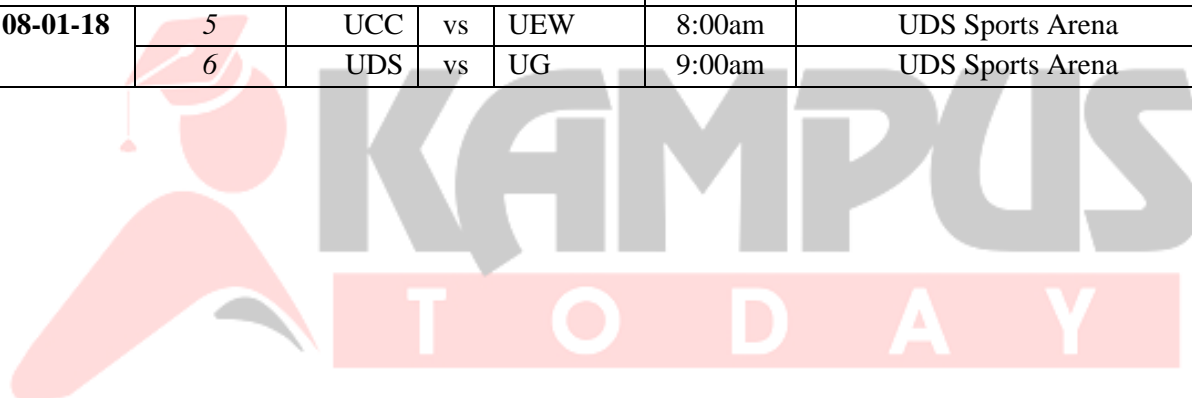 08-01-18 5 UCC vs UEW 8:00am UDS Sports Arena
6 UDS vs UG 9:00am UDS Sports Arena
KAMPUS
TODAY